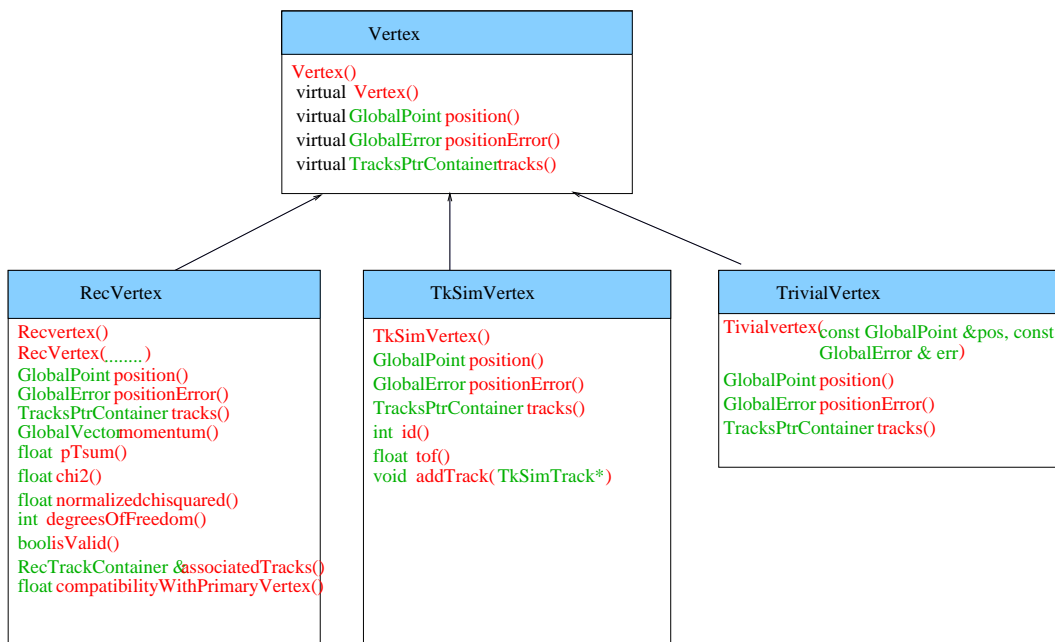 Vertex
Vertex()
virtual Vertex()
virtual GlobalPoint position()
virtual GlobalError positionError()
virtual TracksPtrContainer tracks()
RecVertex
Recvertex()
RecVertex(........)
GlobalPoint position()
GlobalError positionError()
TracksPtrContainer tracks()
GlobalVector momentum()
float pTsum()
float chi2()
float normalizedchisquared()
int degreesOfFreedom()
bool isValid()
RecTrackContainer & associatedTracks()
float compatibilityWithPrimaryVertex()
TkSimVertex
TkSimVertex()
GlobalPoint position()
GlobalError positionError()
TracksPtrContainer tracks()
int id()
float tof()
void addTrack( TkSimTrack* )
TrivialVertex
Tivialvertex( const GlobalPoint &pos, const
GlobalError & err)
GlobalPoint position()
GlobalError positionError()
TracksPtrContainer tracks()